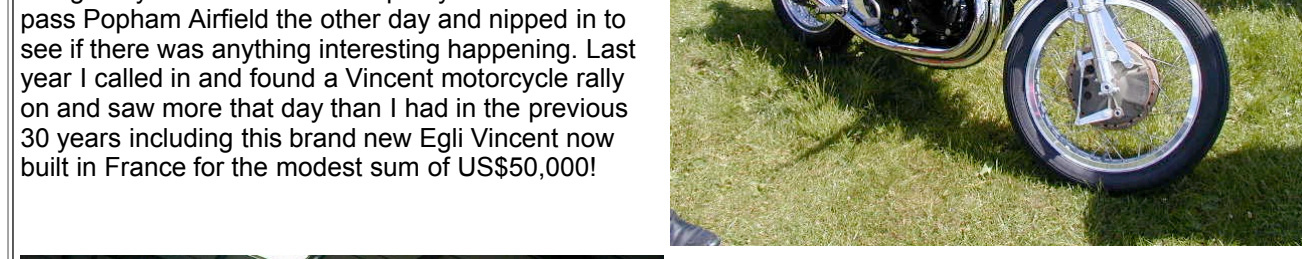 pass Popham Airfield the other day and nipped in to
see if there was anything interesting happening. Last
year I called in and found a Vincent motorcycle rally
on and saw more that day than I had in the previous
30 years including this brand new Egli Vincent now
built in France for the modest sum of US$50,000!